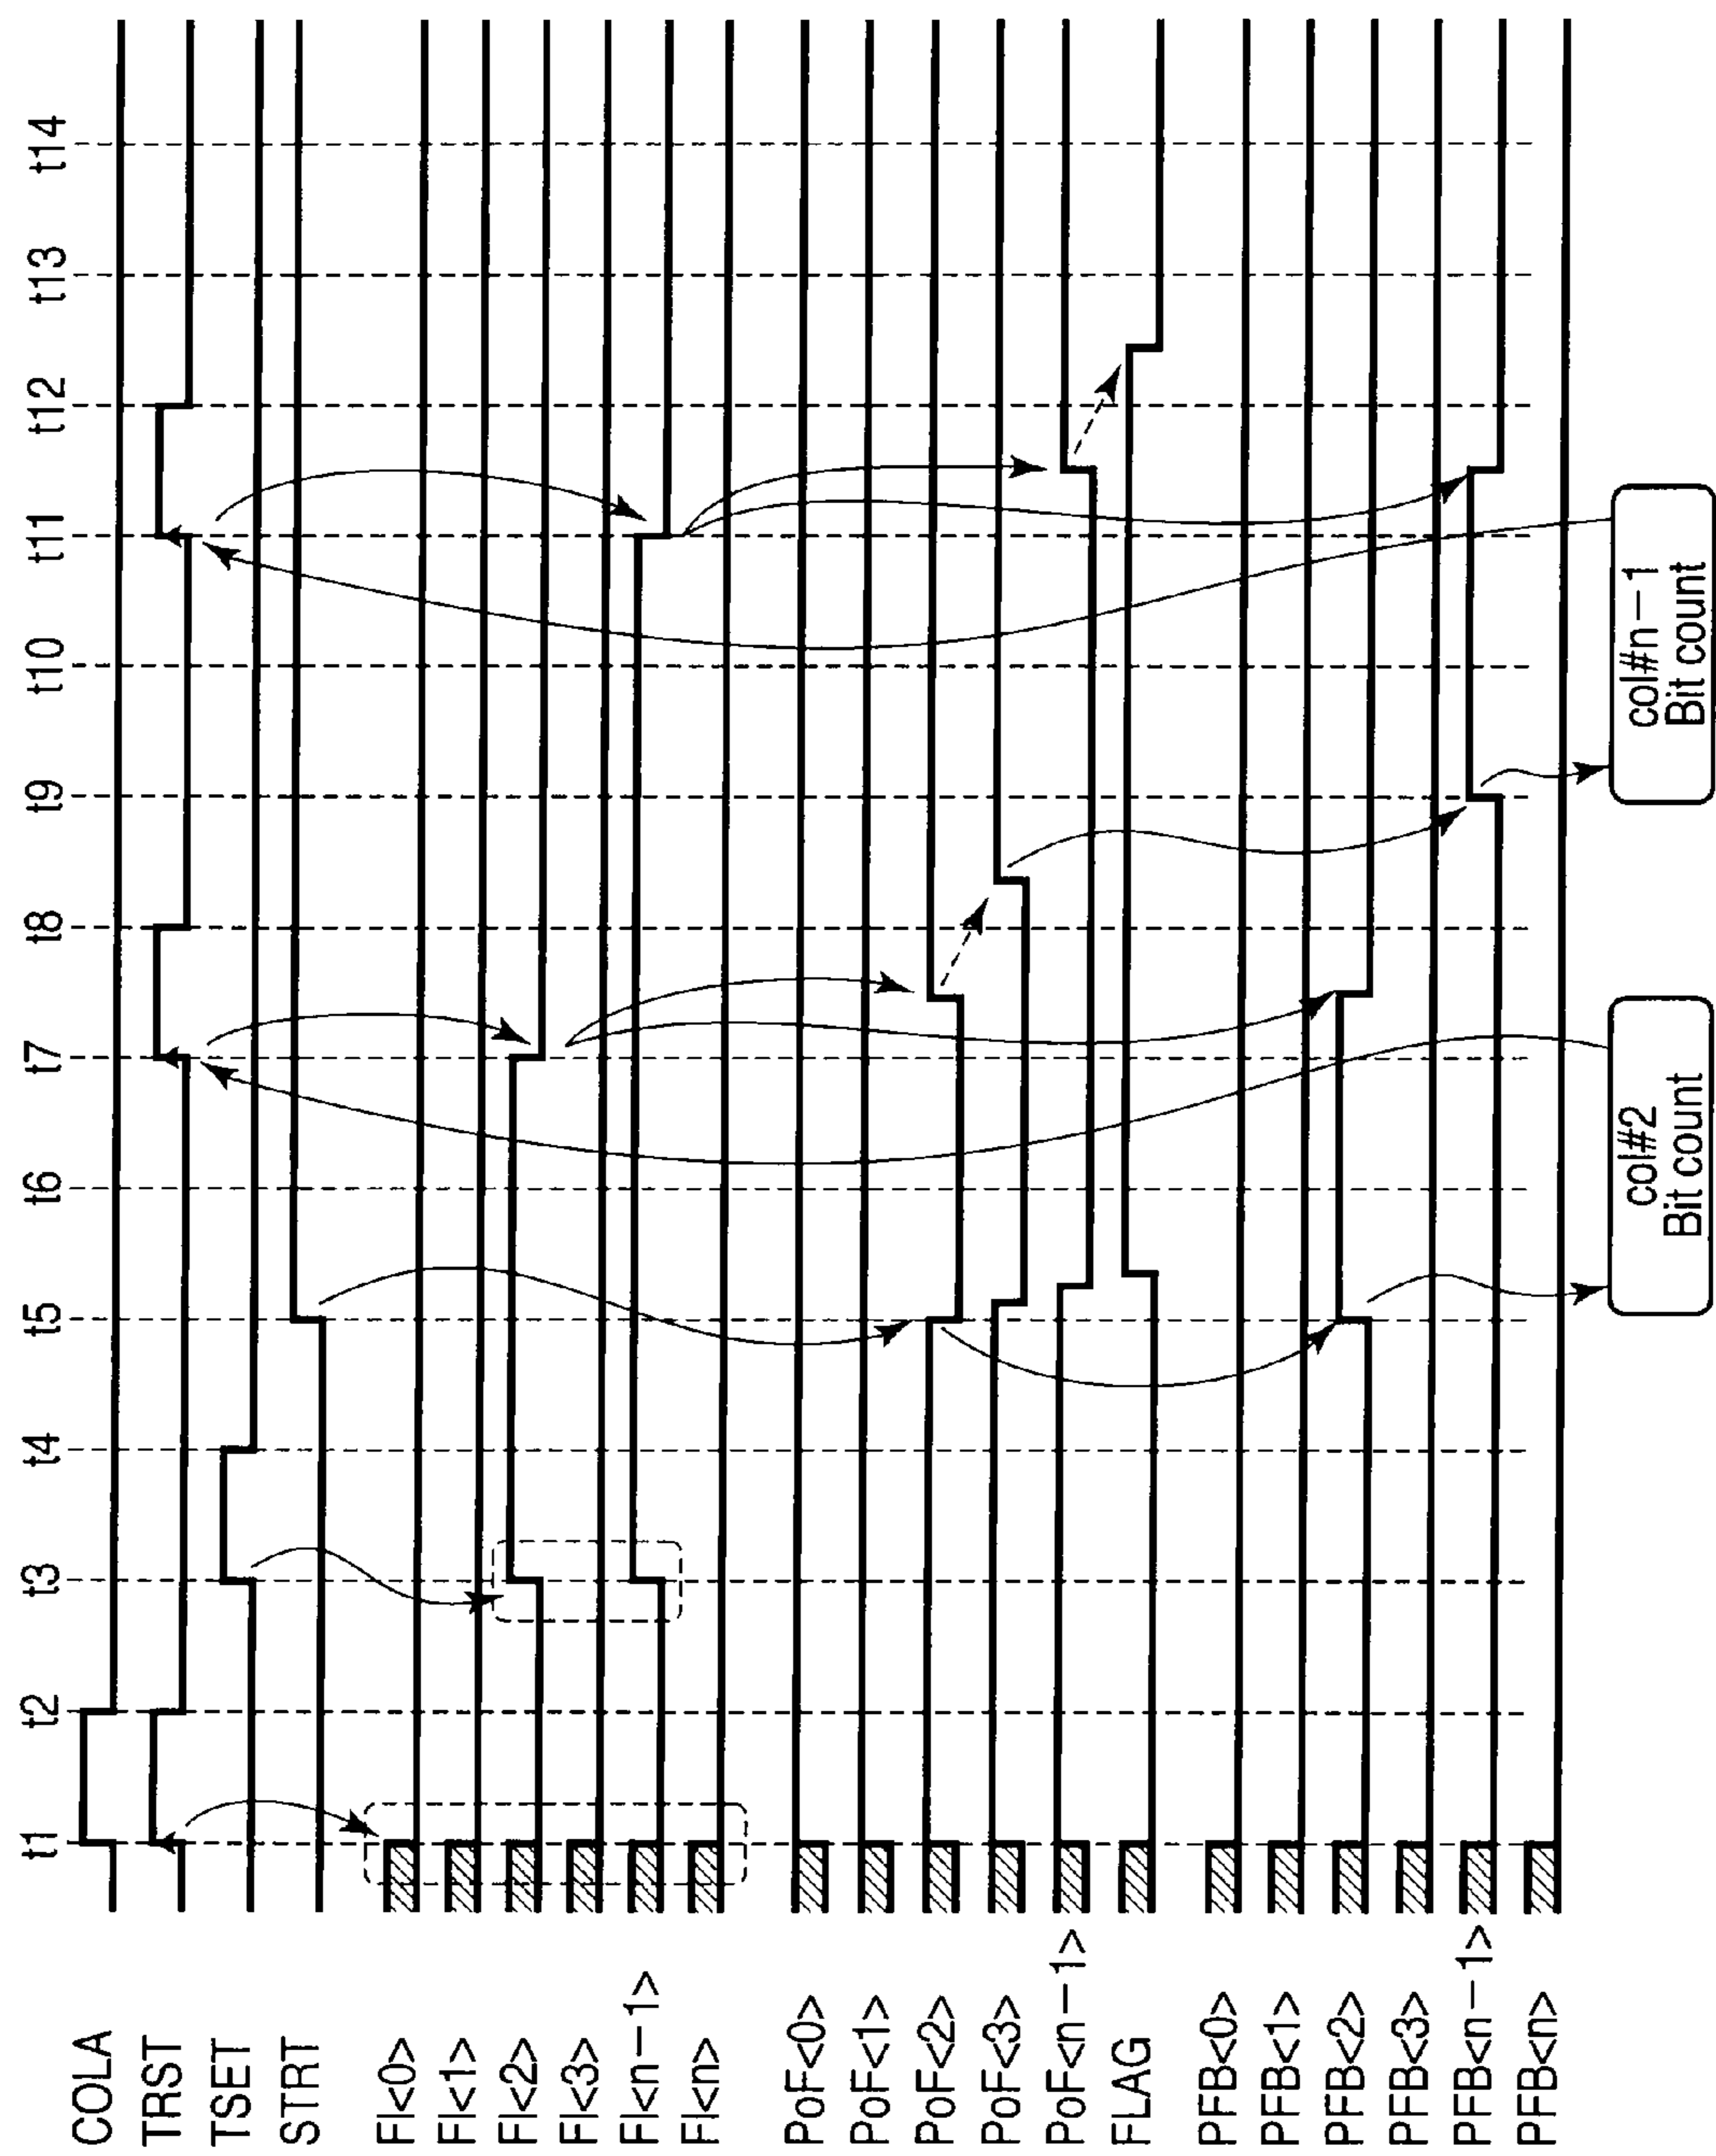 t1 t2 t3 t4 t5 t6 t7 t8 t9 t10 t11 t12 t13 t14
COLA
TRST
TSET
STRT
FI<0>
FI<1>
FI<2>
FI<3>
FI<n-1>
FI<n>
PoF<0>
PoF<1>
PoF<2>
PoF<3>
PoF<n-1>
FLAG
PFB<0>
PFB<1>
PFB<2>
PFB<3>
PFB<n-1>
PFB<n>
col#2
Bit count
col#n-1
Bit count